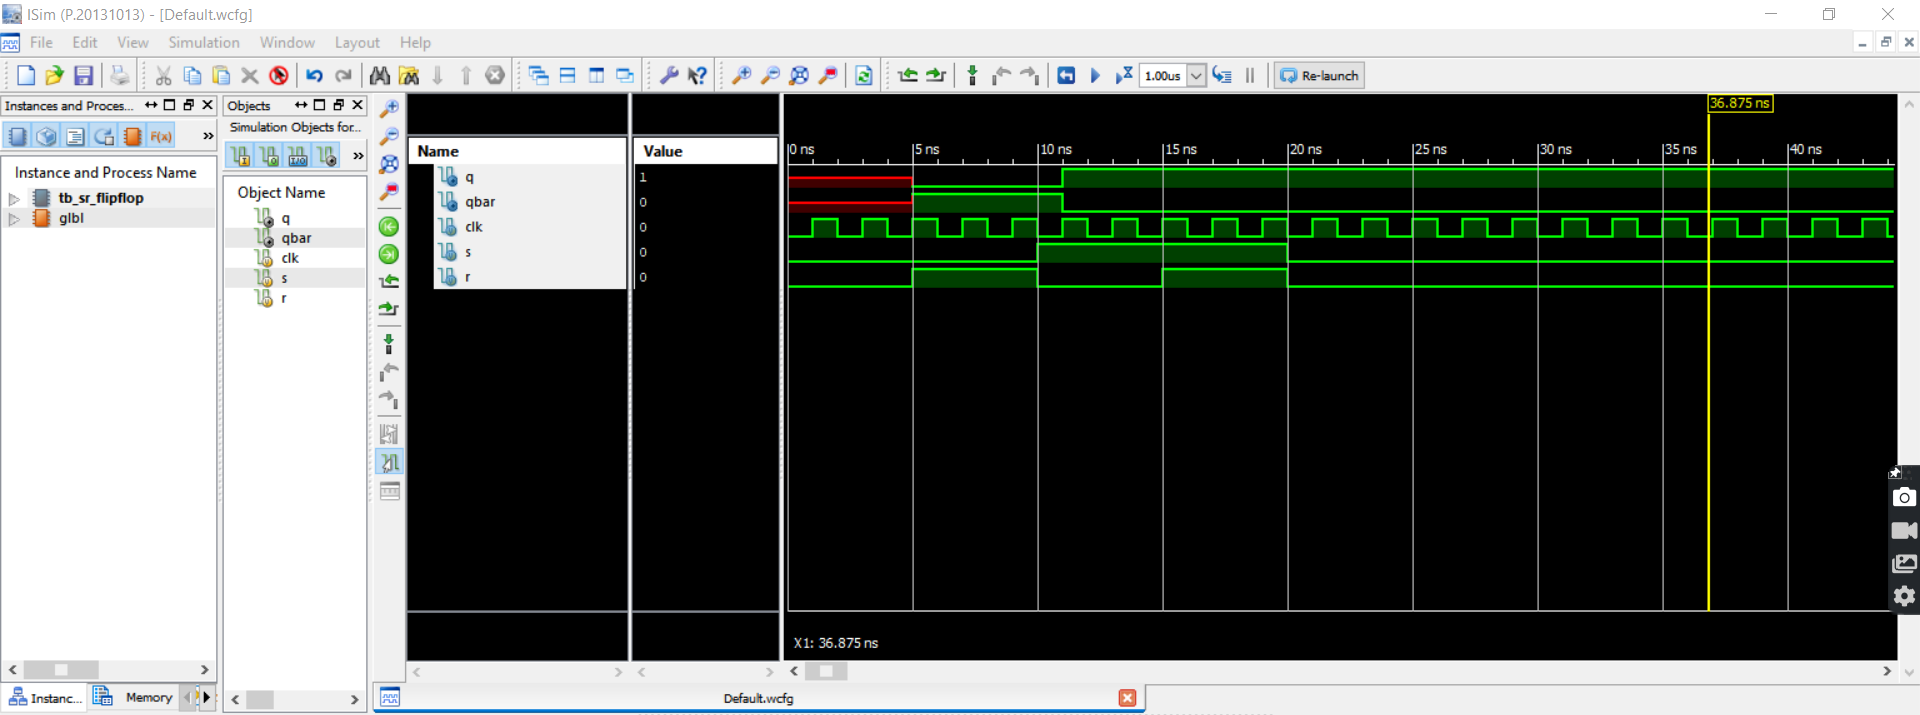 ISim (P.20131013) - [Default.wcfg]
File Edit View Simulation Window Layout Help
1.00us Re-launch
Instances and Proces...
Objects
Simulation Objects for...
F(x)
Instance and Process Name
tb_sr_flipflop
glbl
Object Name
q
qbar
clk
s
r
Name Value
q 1
qbar 0
clk 0
s 0
r 0
36.875 ns
0 ns 5 ns 10 ns 15 ns 20 ns 25 ns 30 ns 35 ns 40 ns
X1: 36.875 ns
Instanc... Memory
Default.wcfg